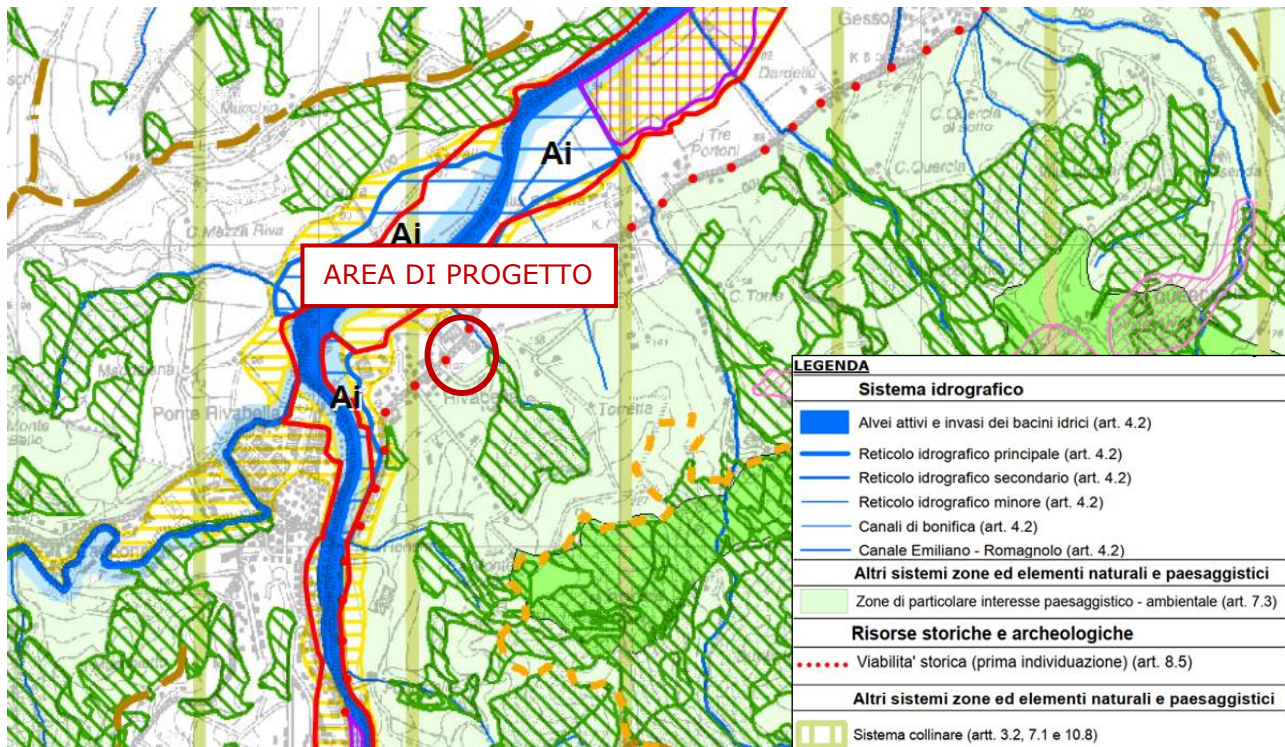 Gesso
K 5
Dardello
Mucchio
I Tre
Portoni
C. Quercia
di sotto
C. Quercia
Ai
C. Mazza Riva
Ai
AREA DI PROGETTO
C. Torre
141
Ai
Ponte Rivabella
Torretta
Monte
LEGENDA
Sistema idrografico
Alvei attivi e invasi dei bacini idrici (art. 4.2)
Reticolo idrografico principale (art. 4.2)
Reticolo idrografico secondario (art. 4.2)
Reticolo idrografico minore (art. 4.2)
Canali di bonifica (art. 4.2)
Canale Emiliano - Romagnolo (art. 4.2)
Altri sistemi zone ed elementi naturali e paesaggistici
Zone di particolare interesse paesaggistico - ambientale (art. 7.3)
Risorse storiche e archeologiche
Viabilita' storica (prima individuazione) (art. 8.5)
Altri sistemi zone ed elementi naturali e paesaggistici
Sistema collinare (artt. 3.2, 7.1 e 10.8)